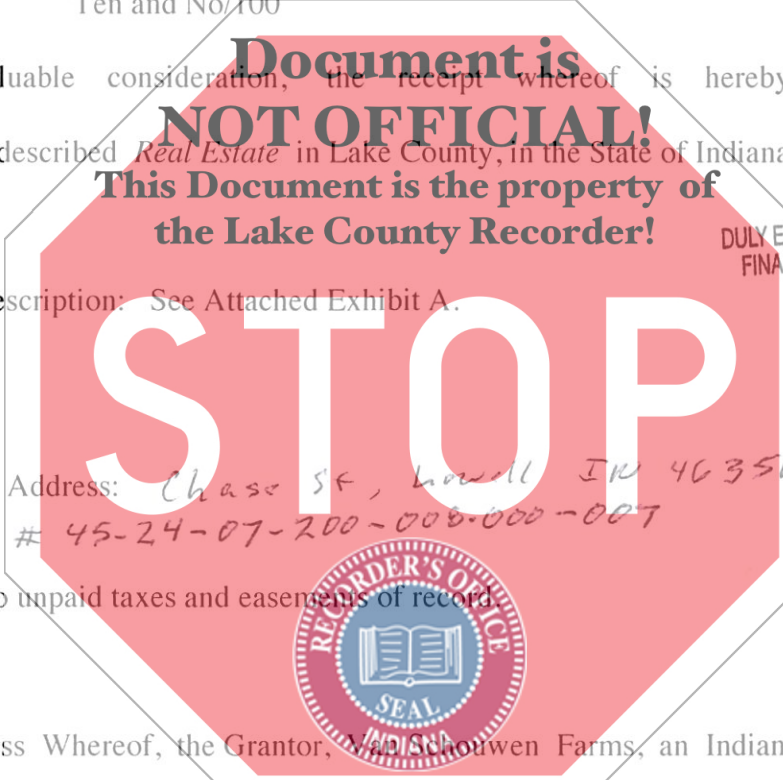 Ten and No/100
Document is
luable consideration, the receipt whereof is hereby
NOT OFFICIAL!
described Real Estate in Lake County, in the State of Indiana
This Document is the property of
the Lake County Recorder!
DULY E
FINA
scription: See Attached Exhibit A.
STOP
Address: Chase St, Lowell IN 4635
# 45-24-07-200-008.000-007
unpaid taxes and easements of record.
RECORDER'S OFFICE
SEAL
INDIANA
ss Whereof, the Grantor, Van Schouwen Farms, an Indian